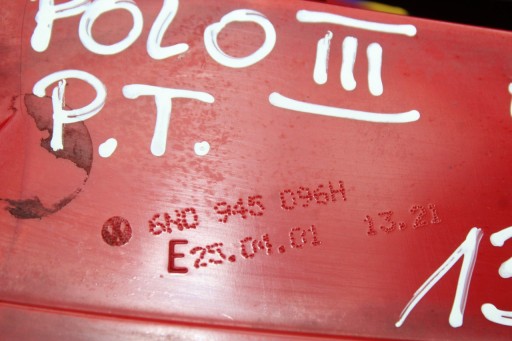 POLO III
P.T.
6N0 945 096H
E25.04.01 13.21
13